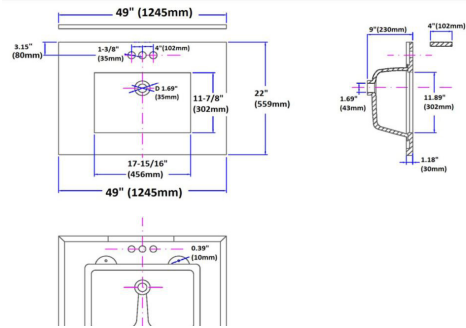 49" (1245mm)
3.15"
(80mm)
1-3/8"
(35mm)
4"(102mm)
D 1.69"
(35mm)
11-7/8"
(302mm)
22"
(559mm)
17-15/16"
(456mm)
49" (1245mm)
9"(230mm)
4"(102mm)
1.69"
(43mm)
11.89"
(302mm)
1.18"
(30mm)
0.39"
(10mm)